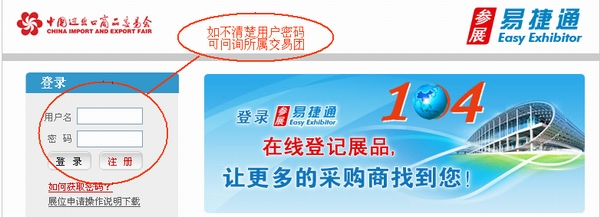 中国进出口商品交易会
CHINA IMPORT AND EXPORT FAIR
如不清楚用户密码
可问询所属交易团
参展 易捷通
Easy Exhibitor
登录
用户名
密 码
登 录 注 册
如何获取密码?
展位申请操作说明下载
登录 参展 易捷通
Easy Exhibitor
104
在线登记展品,
让更多的采购商找到您!